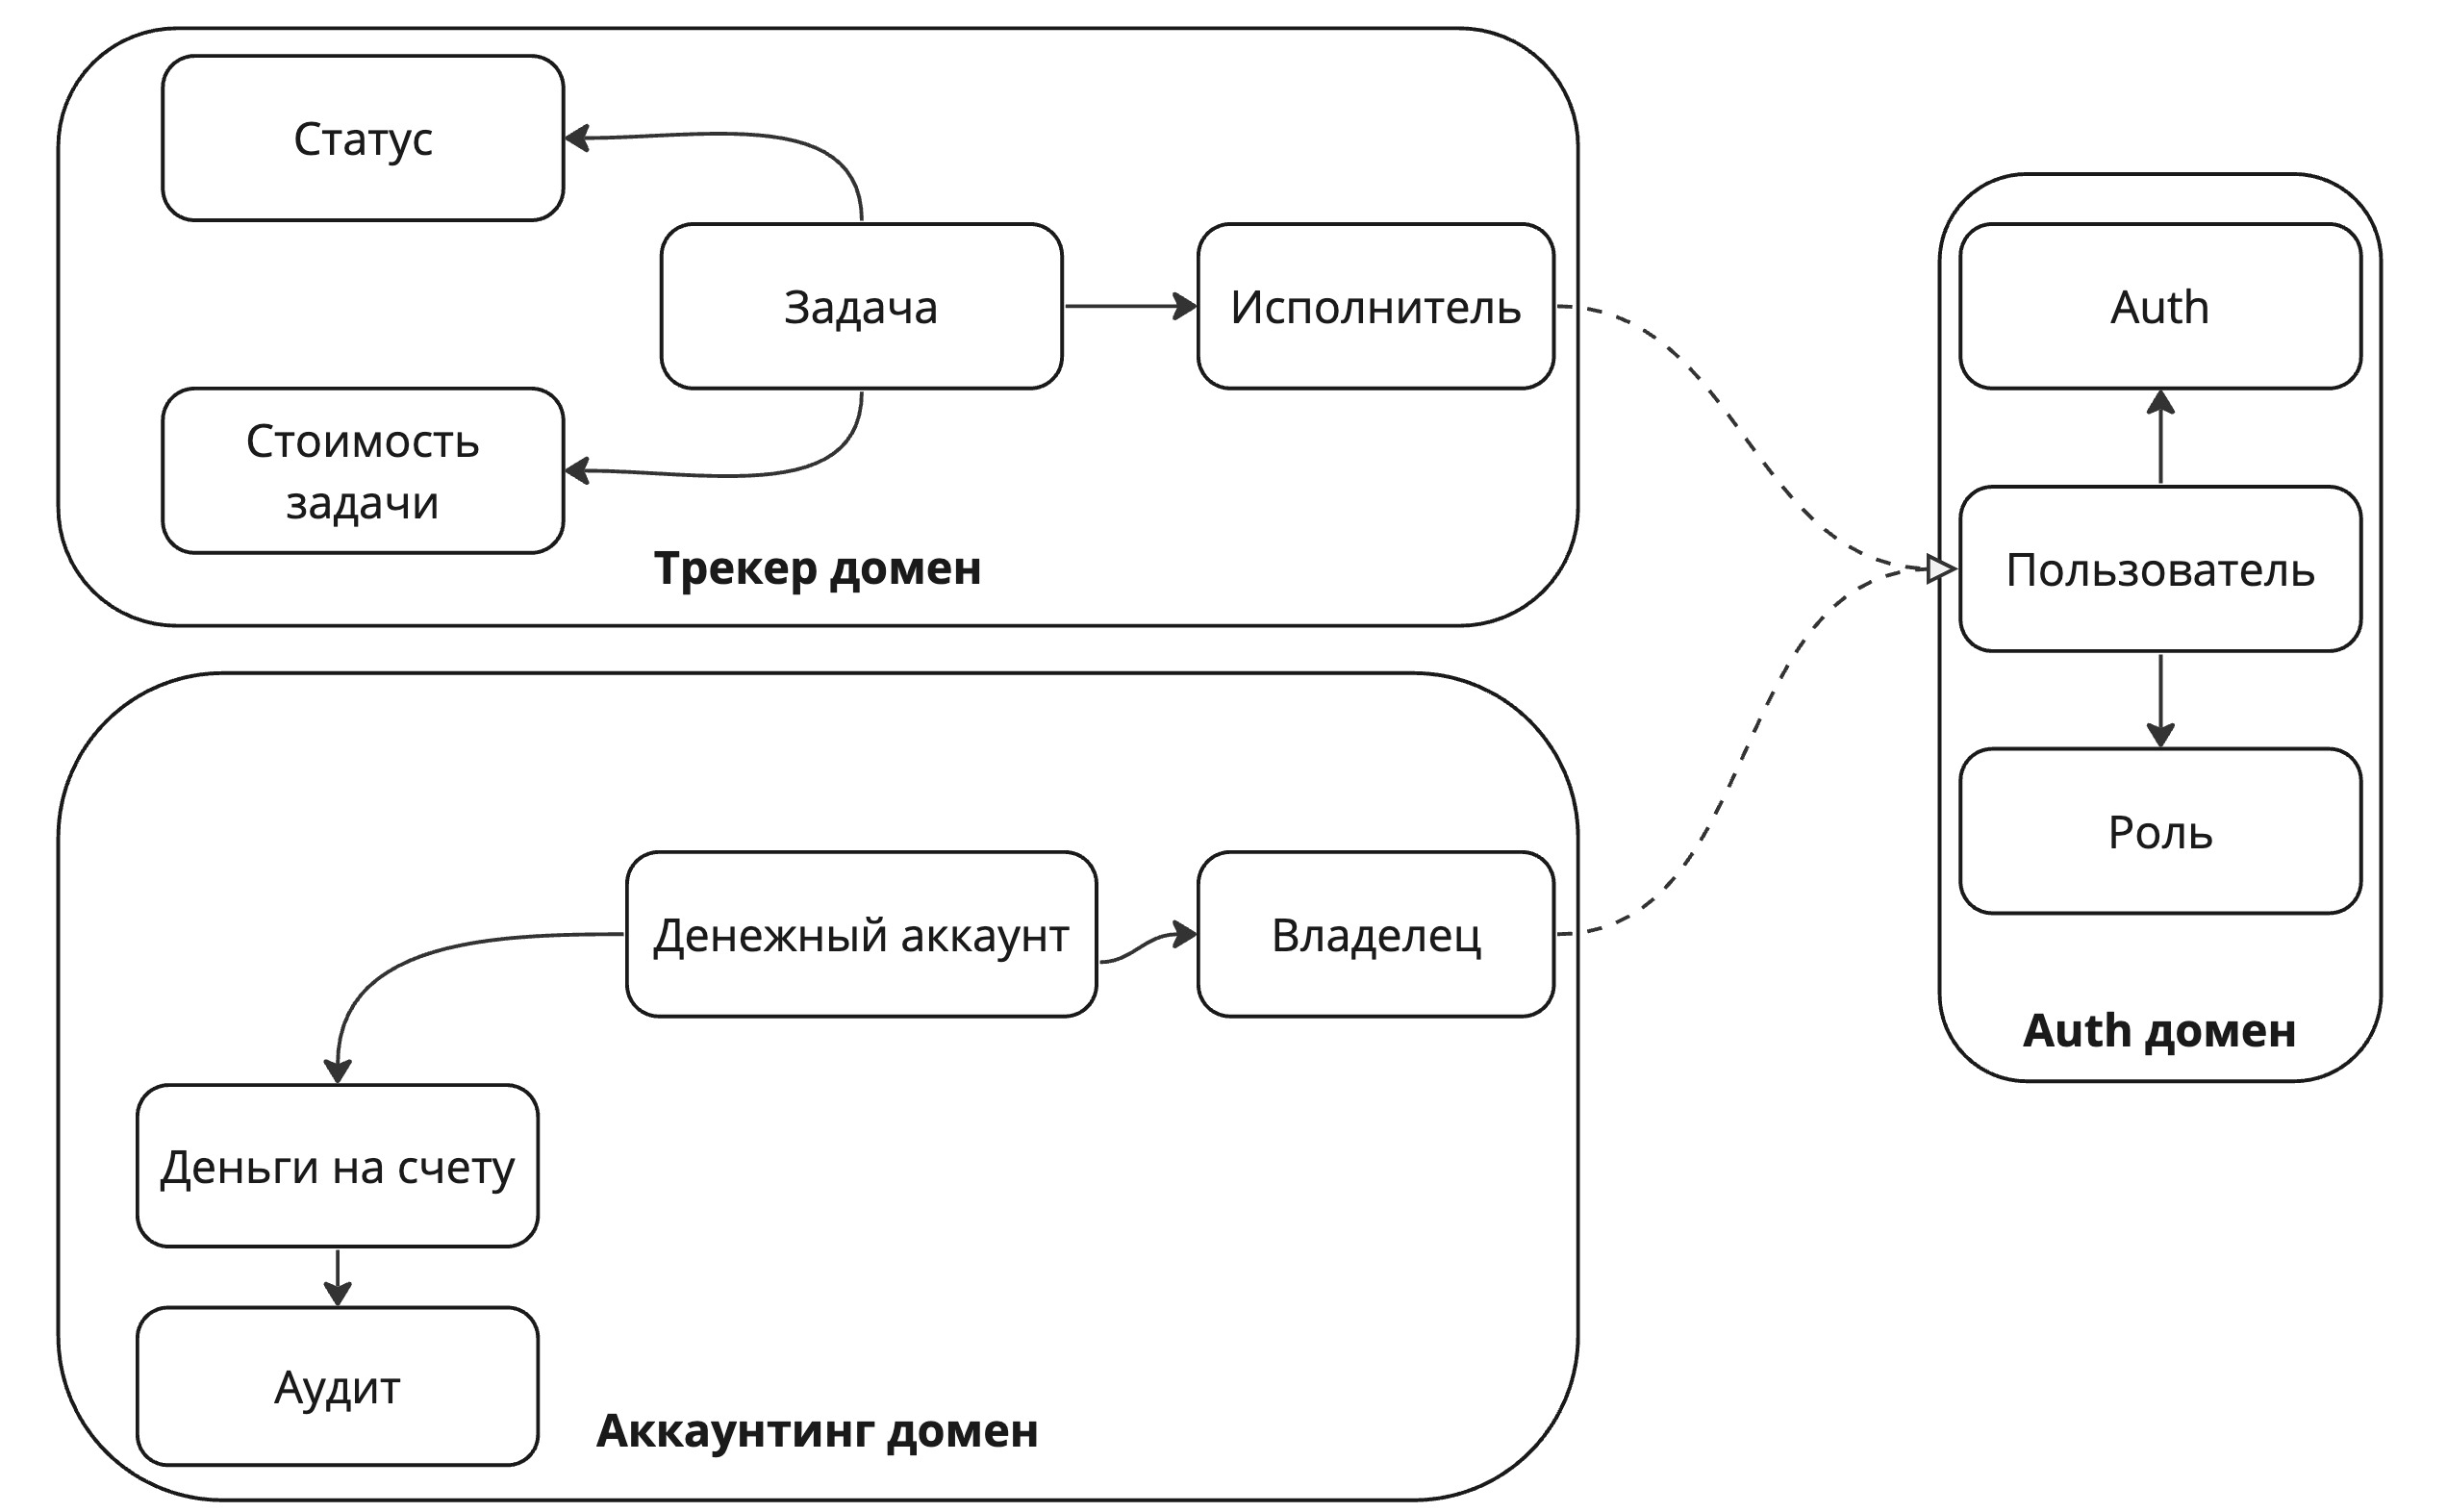 Статус
Задача
Исполнитель
Стоимость
задачи
Трекер домен
Auth
Пользователь
Роль
Auth домен
Денежный аккаунт
Владелец
Деньги на счету
Аудит
Аккаунтинг домен